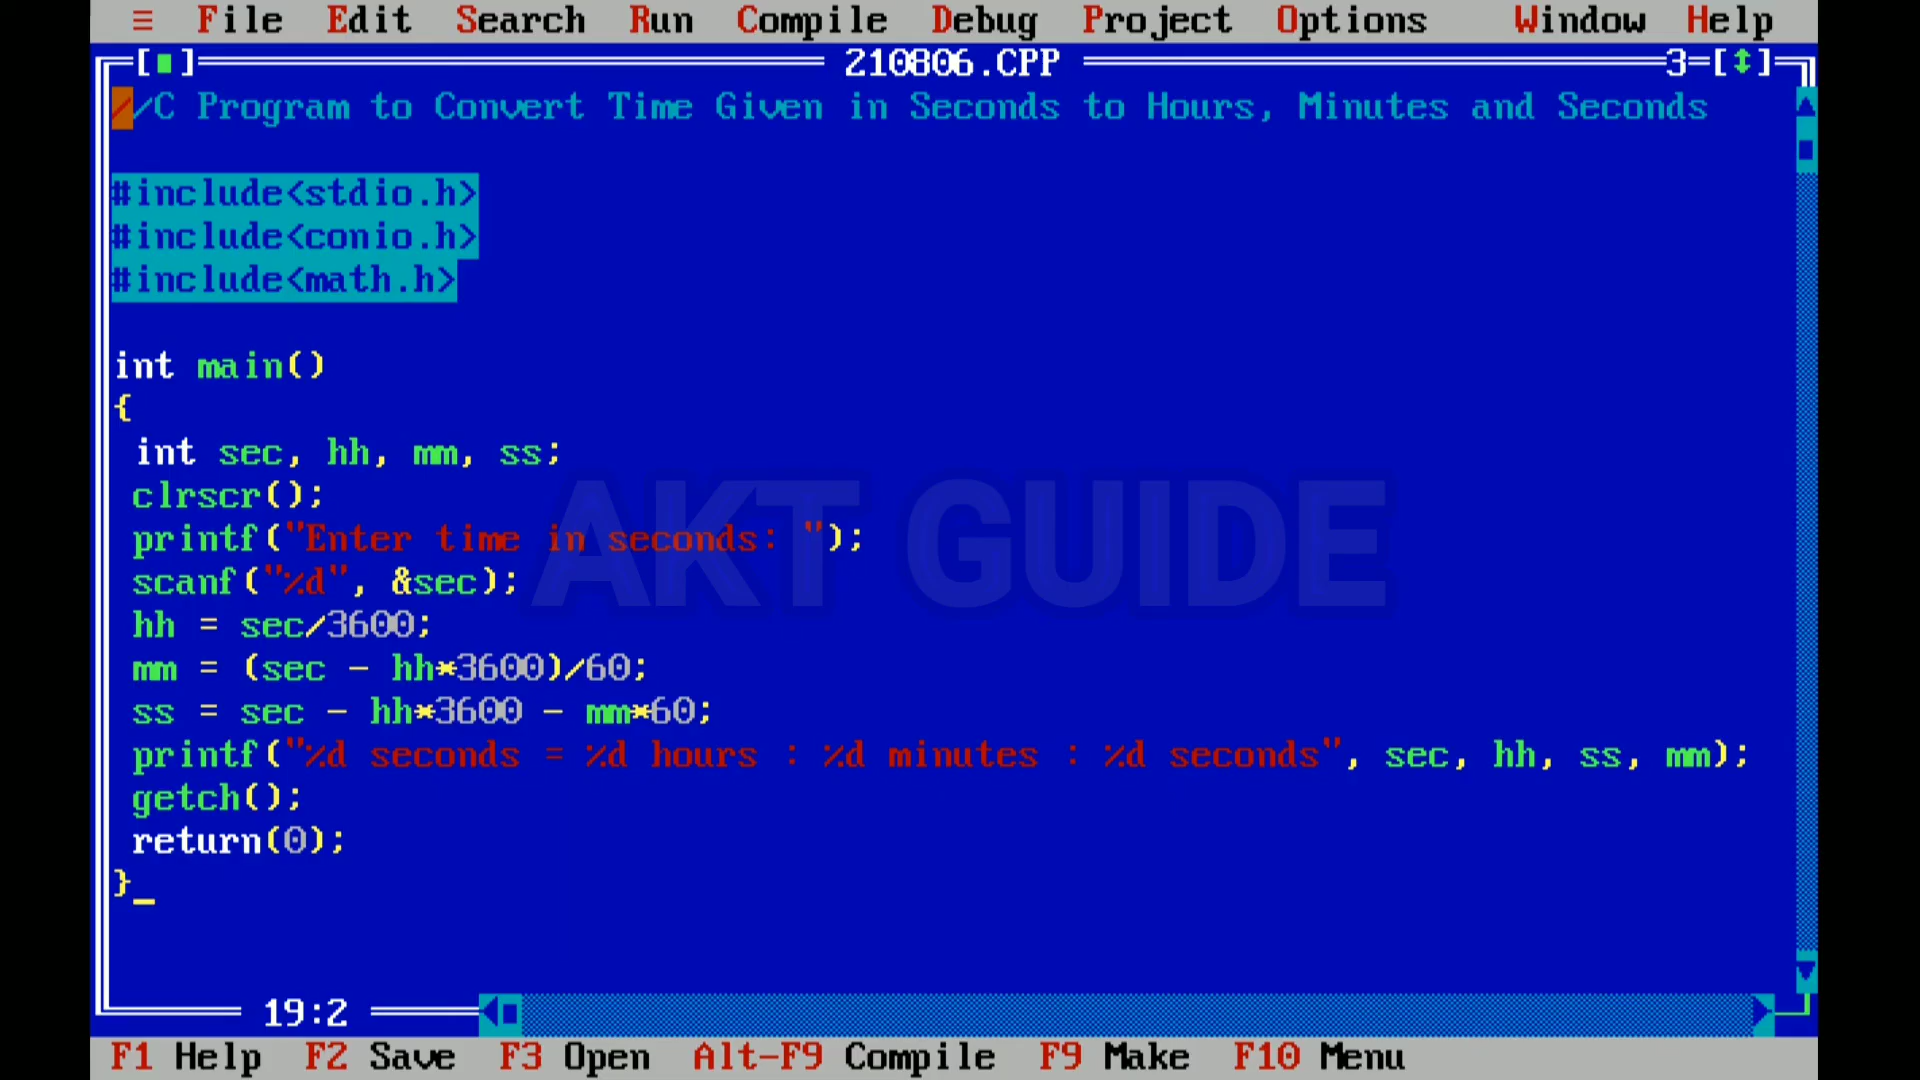 ≡ File Edit Search Run Compile Debug Project Options Window Help
[■] 210806.CPP 3=[↕]
//C Program to Convert Time Given in Seconds to Hours, Minutes and Seconds
#include<stdio.h>
#include<conio.h>
#include<math.h>
int main()
{
int sec, hh, mm, ss;
clrscr();
printf("Enter time in seconds: ");
scanf("%d", &sec);
hh = sec/3600;
mm = (sec - hh*3600)/60;
ss = sec - hh*3600 - mm*60;
printf("%d seconds = %d hours : %d minutes : %d seconds", sec, hh, ss, mm);
getch();
return(0);
}_
AKT GUIDE
19:2
F1 Help F2 Save F3 Open Alt-F9 Compile F9 Make F10 Menu